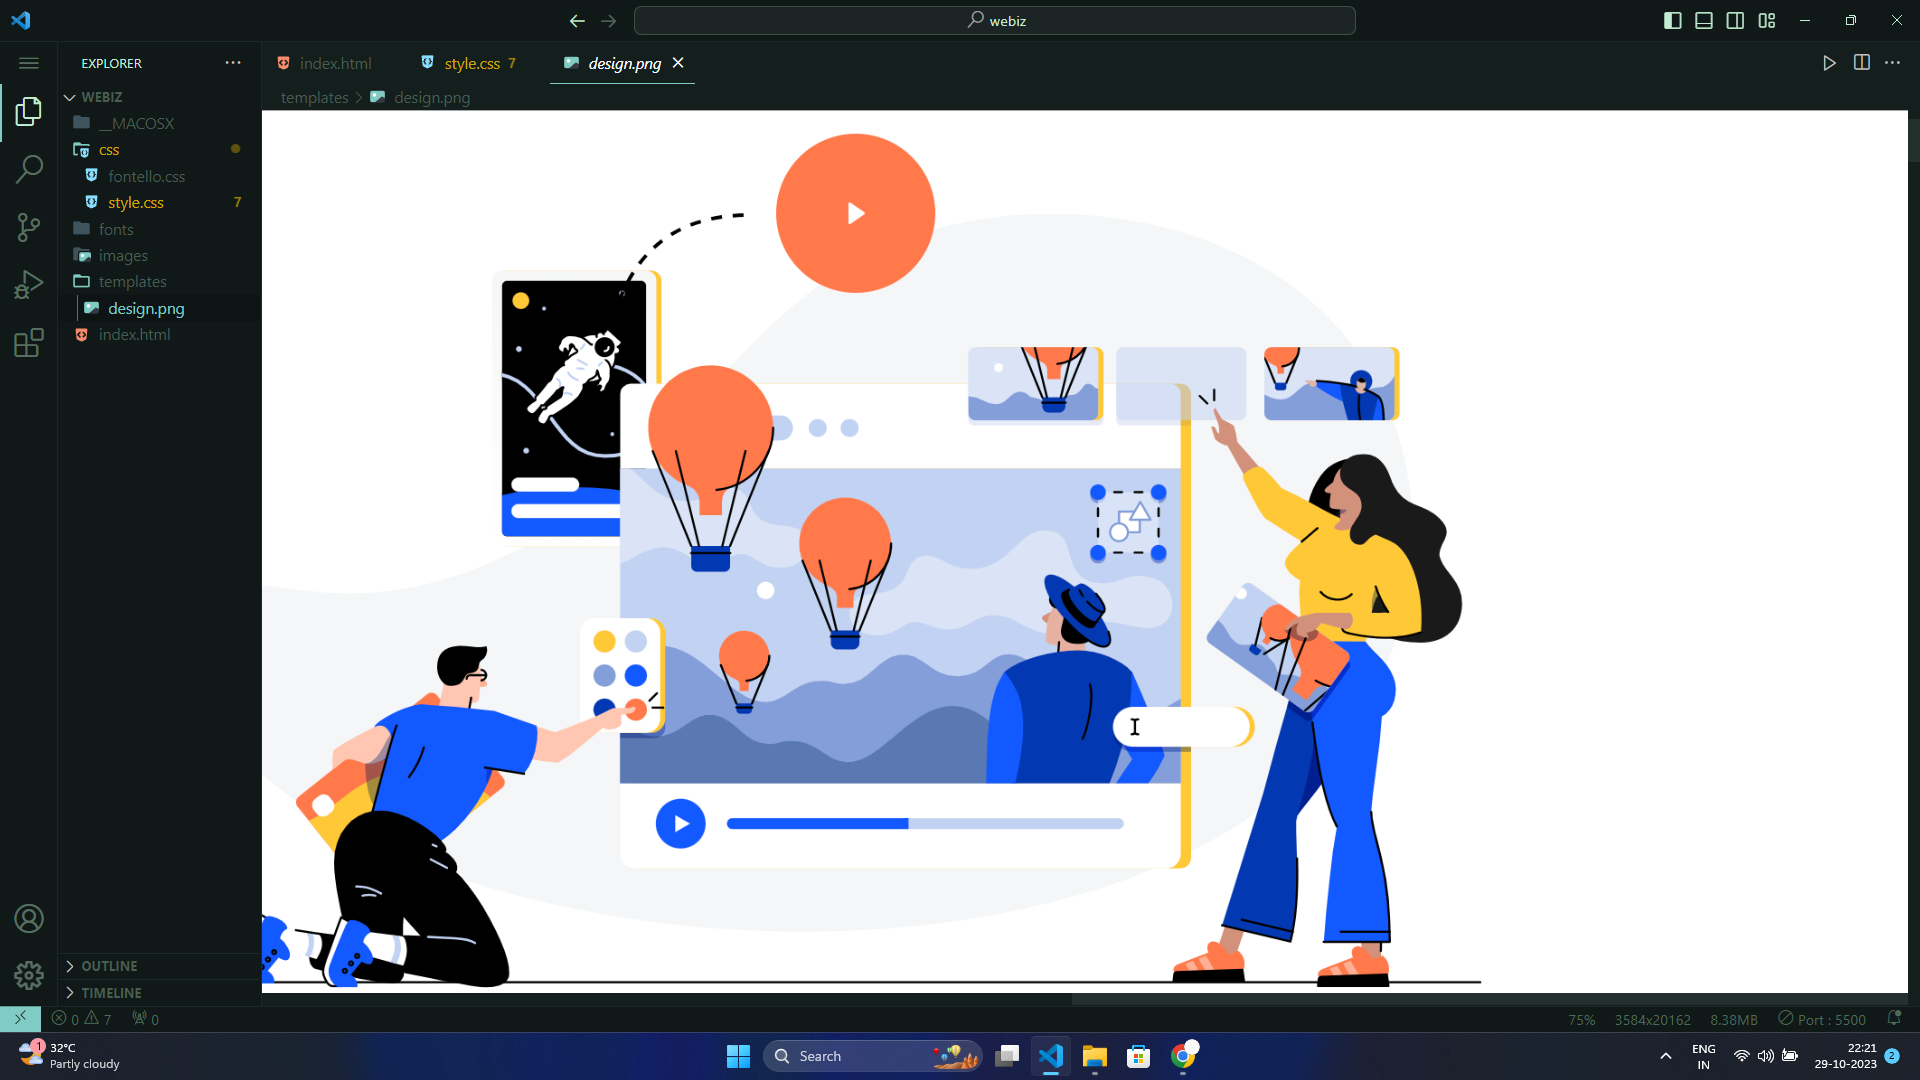 webiz
EXPLORER
index.html
style.css 7
design.png
WEBIZ
templates > design.png
__MACOSX
css
fontello.css
style.css 7
fonts
images
templates
design.png
index.html
OUTLINE
TIMELINE
0 7 0
75% 3584x20162 8.38MB Port : 5500
1
32°C
Partly cloudy
Search
ENG
IN
22:21
29-10-2023
2